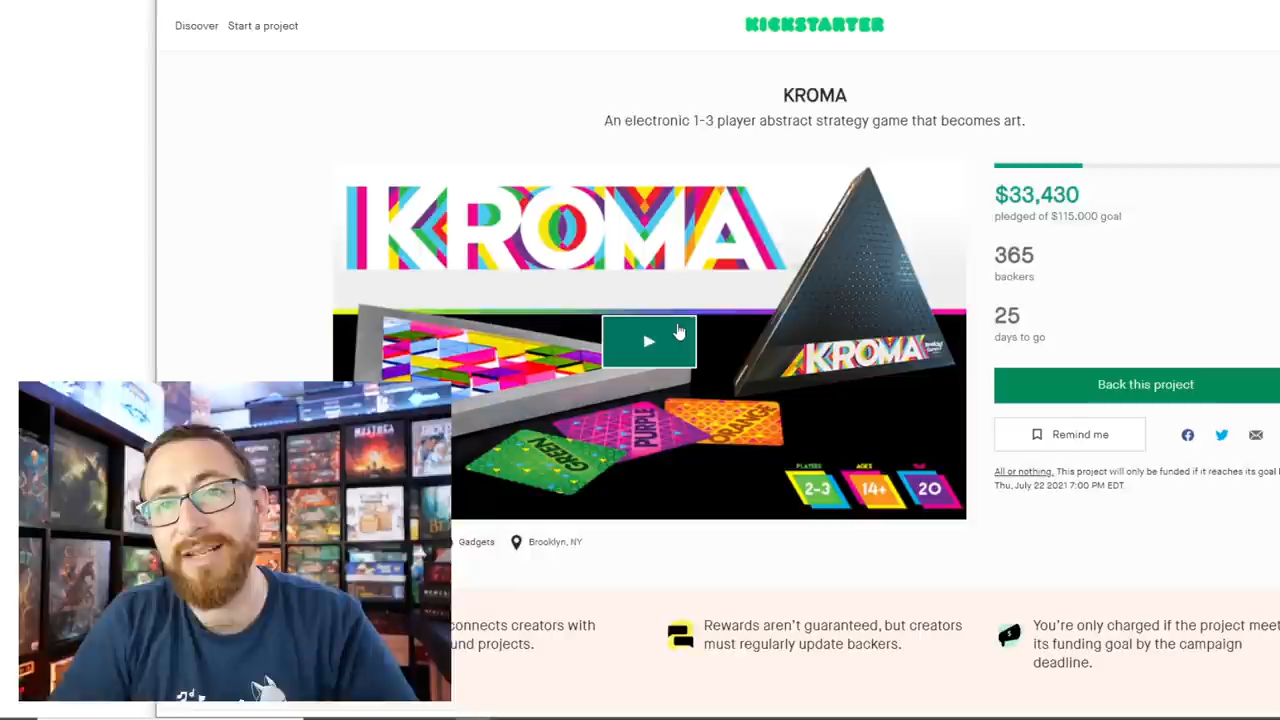 Discover Start a project
KICKSTARTER
KROMA
An electronic 1-3 player abstract strategy game that becomes art.
KROMA
$33,430
pledged of $115,000 goal
365
backers
25
days to go
KROMA
Back this project
GREEN
PURPLE
ORANGE
Remind me
PLAYERS AGES
2-3 14+ 20
All or nothing. This project will only be funded if it reaches its goal
Thu, July 22 2021 7:00 PM EDT.
Gadgets Brooklyn, NY
connects creators with
und projects.
Rewards aren't guaranteed, but creators
must regularly update backers.
You're only charged if the project meet
its funding goal by the campaign
deadline.